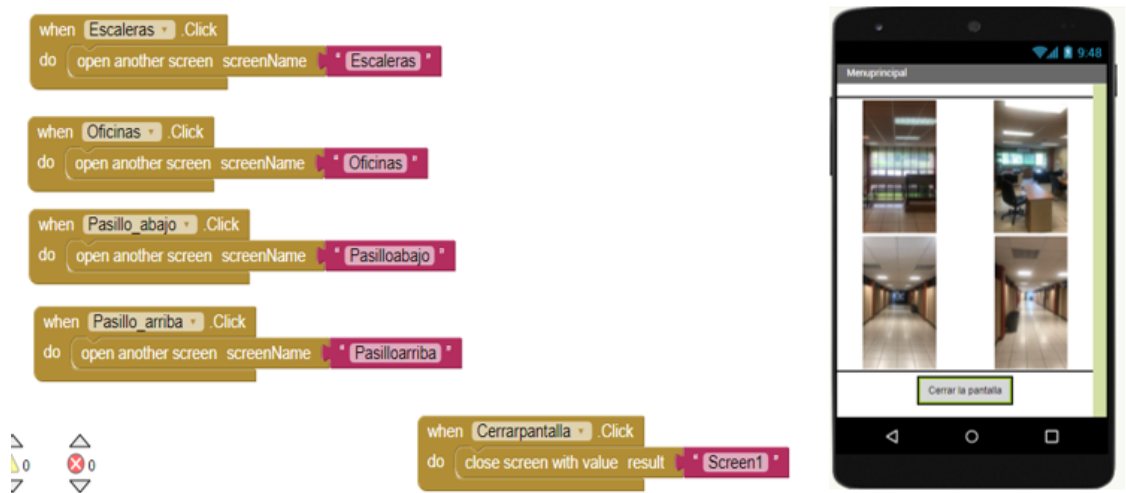 when Escaleras .Click
do open another screen screenName " Escaleras "
when Oficinas .Click
do open another screen screenName " Oficinas "
when Pasillo_abajo .Click
do open another screen screenName " Pasilloabajo "
when Pasillo_arriba .Click
do open another screen screenName " Pasilloarriba "
0 0
when Cerrarpantalla .Click
do close screen with value result " Screen1 "
9:48
Menuprincipal
Cerrar la pantalla